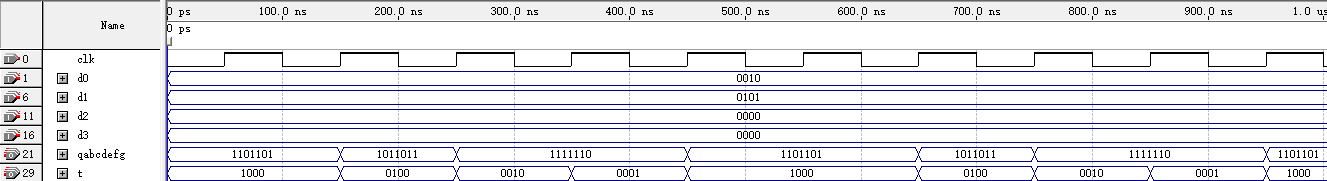 Name
0 ps 100.0 ns 200.0 ns 300.0 ns 400.0 ns 500.0 ns 600.0 ns 700.0 ns 800.0 ns 900.0 ns 1.0 us
0 ps
0 clk
1 d0 0010
6 d1 0101
11 d2 0000
16 d3 0000
21 qabcdefg 1101101 1011011 1111110 1101101 1011011 1111110 1101101
29 t 1000 0100 0010 0001 1000 0100 0010 0001 1000